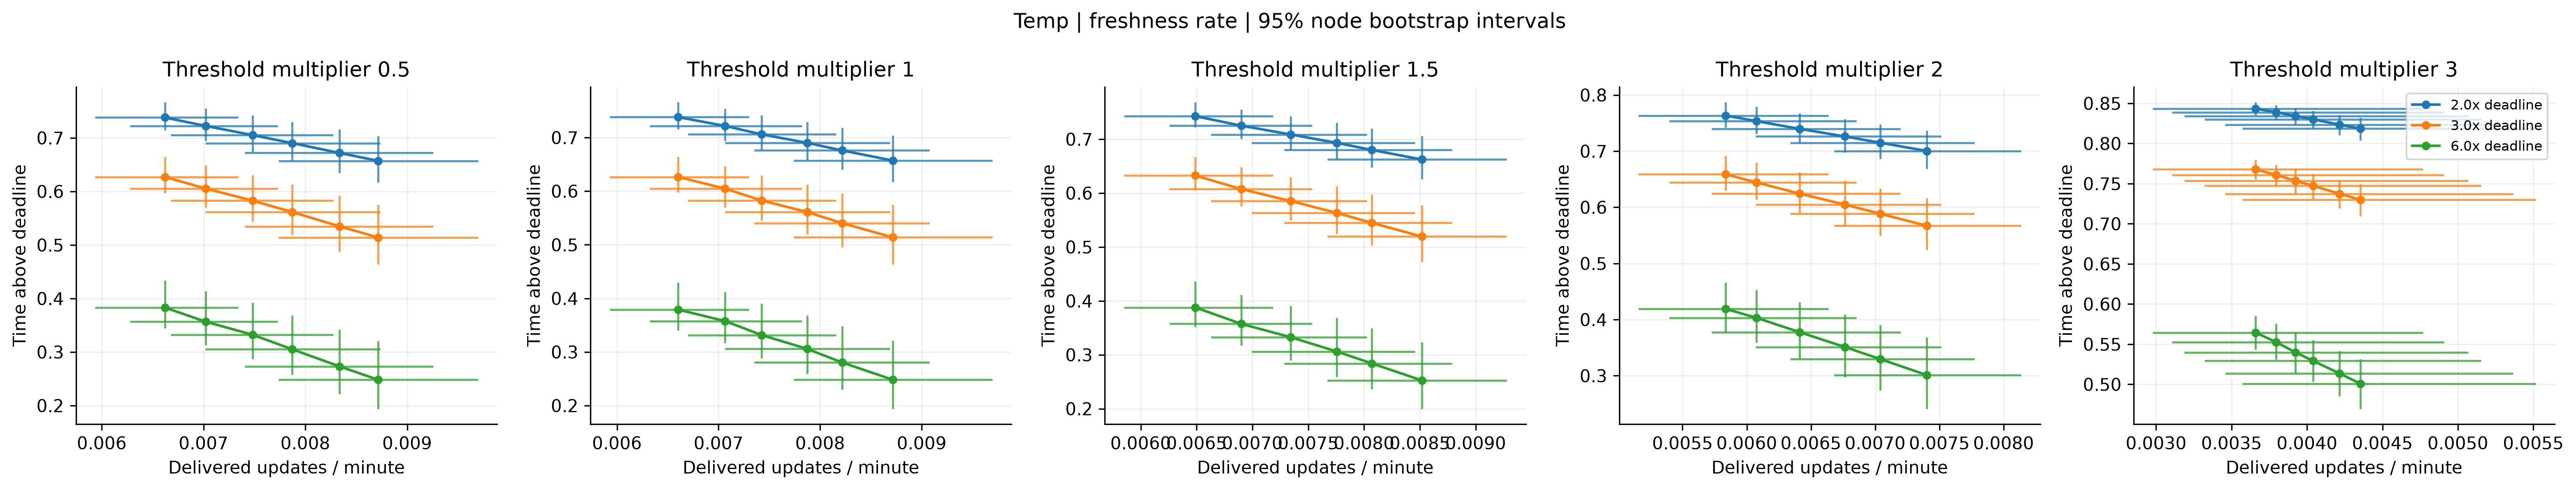 Temp | freshness rate | 95% node bootstrap intervals
Threshold multiplier 0.5
Time above deadline
0.7
0.6
0.5
0.4
0.3
0.2
0.006 0.007 0.008 0.009
Delivered updates / minute
Threshold multiplier 1
Time above deadline
0.7
0.6
0.5
0.4
0.3
0.2
0.006 0.007 0.008 0.009
Delivered updates / minute
Threshold multiplier 1.5
Time above deadline
0.7
0.6
0.5
0.4
0.3
0.2
0.0060 0.0065 0.0070 0.0075 0.0080 0.0085 0.0090
Delivered updates / minute
Threshold multiplier 2
Time above deadline
0.8
0.7
0.6
0.5
0.4
0.3
0.0055 0.0060 0.0065 0.0070 0.0075 0.0080
Delivered updates / minute
Threshold multiplier 3
Time above deadline
0.85
0.80
0.75
0.70
0.65
0.60
0.55
0.50
2.0x deadline
3.0x deadline
6.0x deadline
0.0030 0.0035 0.0040 0.0045 0.0050 0.0055
Delivered updates / minute